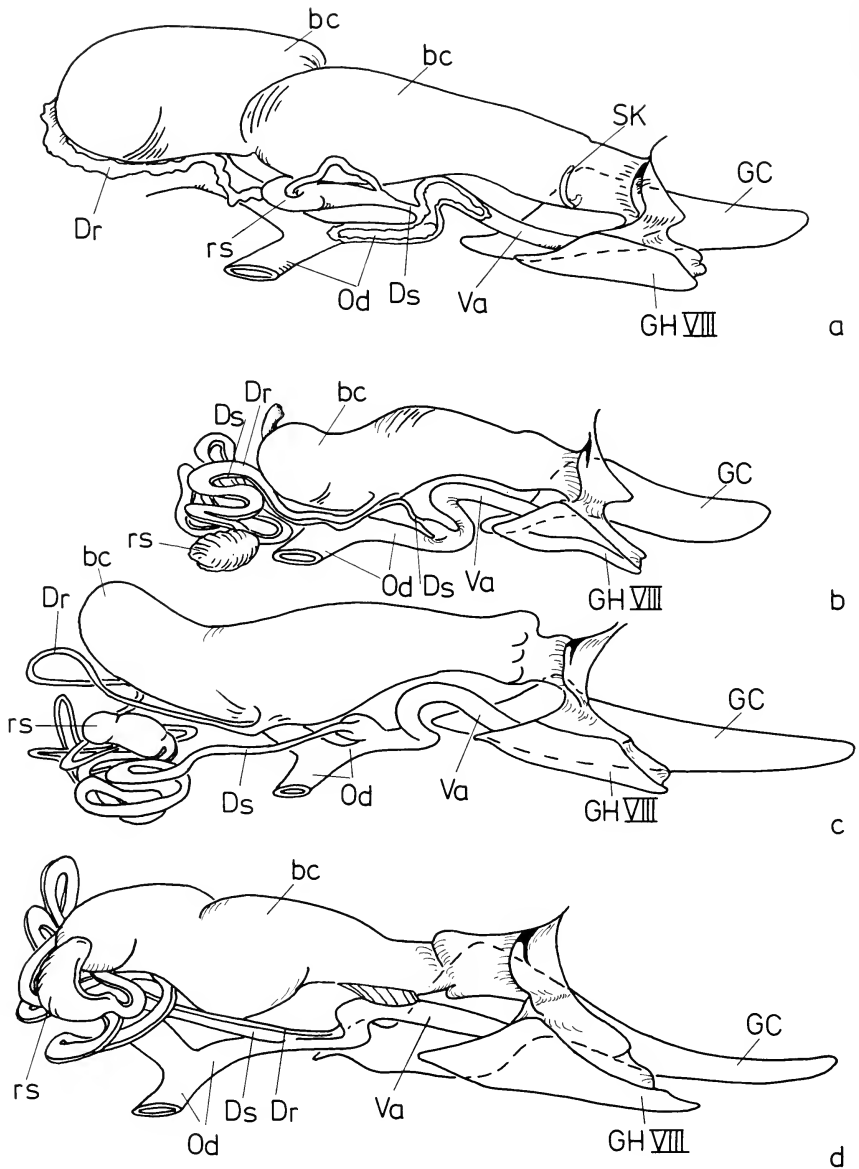 bc
bc
SK
GC
Dr
rs
Od
Ds
Va
GH VIII
a
Dr
Ds
bc
GC
rs
Od
Ds
Va
GH VIII
b
bc
Dr
GC
rs
Ds
Od
Va
GH VIII
c
bc
GC
rs
Od
Ds
Dr
Va
GH VIII
d